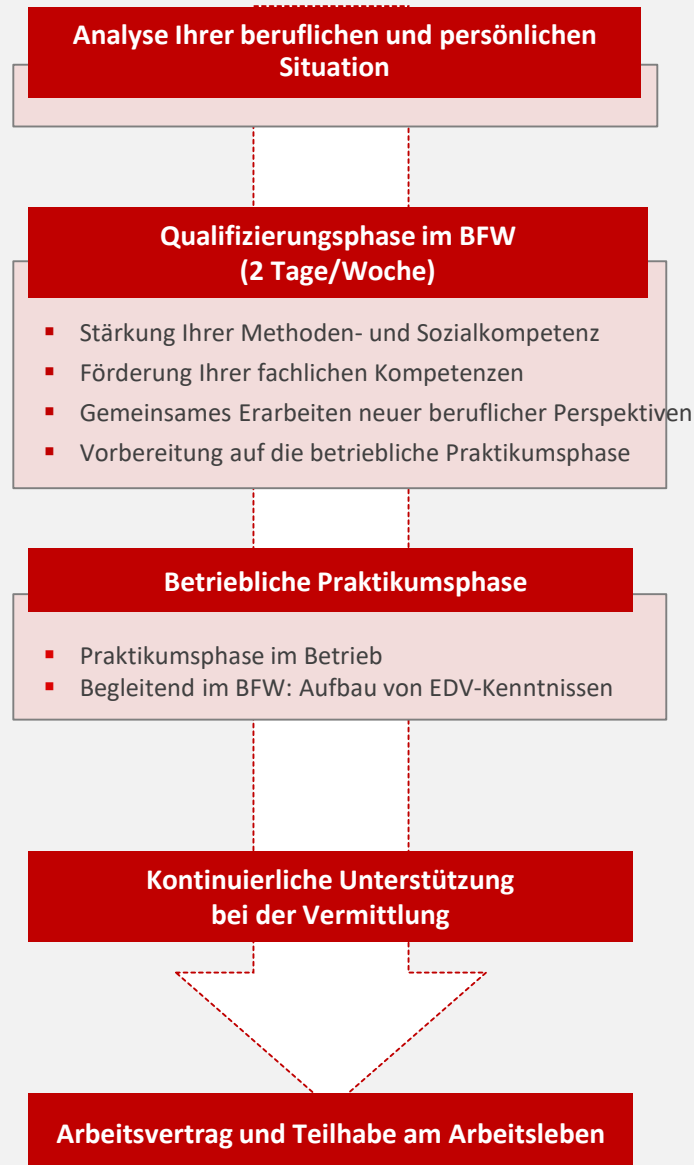 Analyse Ihrer beruflichen und persönlichen
Situation
Qualifizierungsphase im BFW
(2 Tage/Woche)
▪ Stärkung Ihrer Methoden- und Sozialkompetenz
▪ Förderung Ihrer fachlichen Kompetenzen
▪ Gemeinsames Erarbeiten neuer beruflicher Perspektiven
▪ Vorbereitung auf die betriebliche Praktikumsphase
Betriebliche Praktikumsphase
▪ Praktikumsphase im Betrieb
▪ Begleitend im BFW: Aufbau von EDV-Kenntnissen
Kontinuierliche Unterstützung
bei der Vermittlung
Arbeitsvertrag und Teilhabe am Arbeitsleben